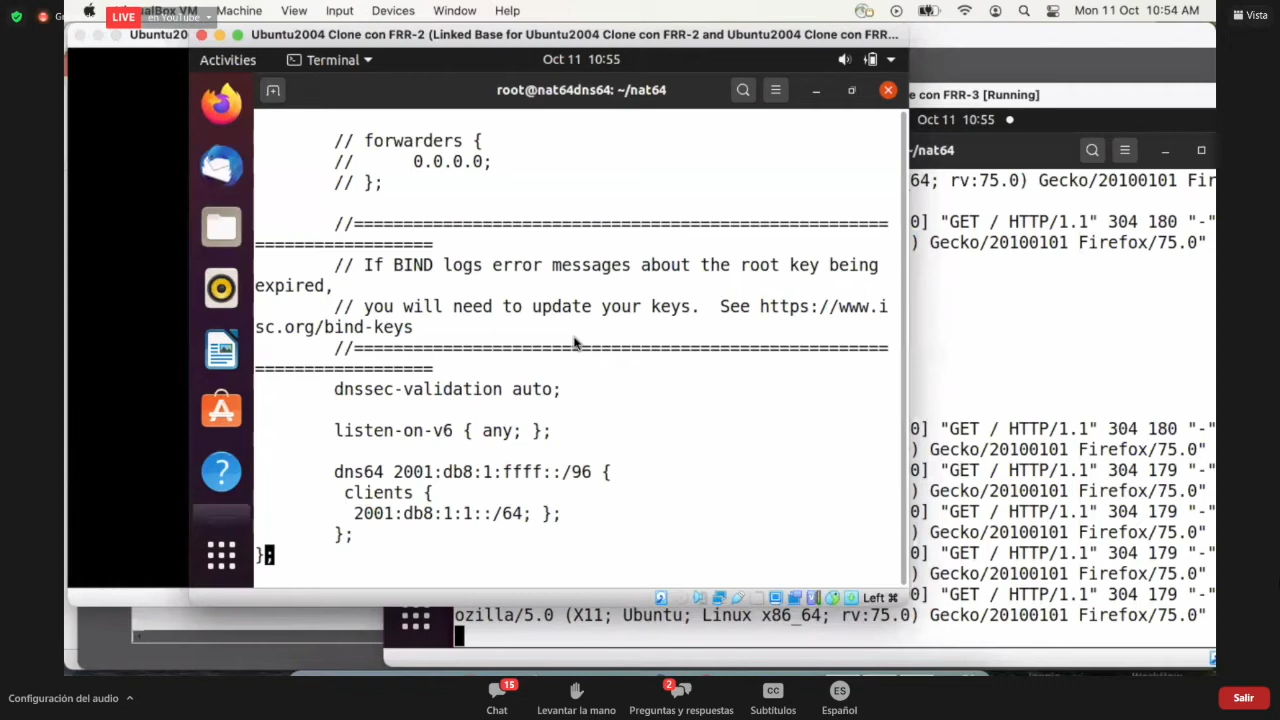 LIVE
en YouTube
Machine
View
Input
Devices
Window
Help
Mon 11 Oct 10:54 AM
Vista
Ubuntu20
Ubuntu2004 Clone con FRR-2 (Linked Base for Ubuntu2004 Clone con FRR-2 and Ubuntu2004 Clone con FRR...
Activities
Terminal
Oct 11 10:55
root@nat64dns64: ~/nat64
// forwarders {
// 0.0.0.0;
// };
//======================================================
==================
// If BIND logs error messages about the root key being
expired,
// you will need to update your keys. See https://www.i
sc.org/bind-keys
//======================================================
==================
dnssec-validation auto;
listen-on-v6 { any; };
dns64 2001:db8:1:ffff::/96 {
clients {
2001:db8:1:1::/64; };
};
};
Left ⌘
e con FRR-3 [Running]
Oct 11 10:55
~/nat64
64; rv:75.0) Gecko/20100101 Fir
0] "GET / HTTP/1.1" 304 180 "-"
) Gecko/20100101 Firefox/75.0"
0] "GET / HTTP/1.1" 304 180 "-"
) Gecko/20100101 Firefox/75.0"
0] "GET / HTTP/1.1" 304 179 "-"
) Gecko/20100101 Firefox/75.0"
0] "GET / HTTP/1.1" 304 179 "-"
) Gecko/20100101 Firefox/75.0"
0] "GET / HTTP/1.1" 304 179 "-"
) Gecko/20100101 Firefox/75.0"
0] "GET / HTTP/1.1" 304 179 "-"
ozilla/5.0 (X11; Ubuntu; Linux x86_64; rv:75.0) Gecko/20100101 Firefox/75.0"
Configuración del audio
15
Chat
Levantar la mano
2
Preguntas y respuestas
CC
Subtítulos
ES
Español
Salir